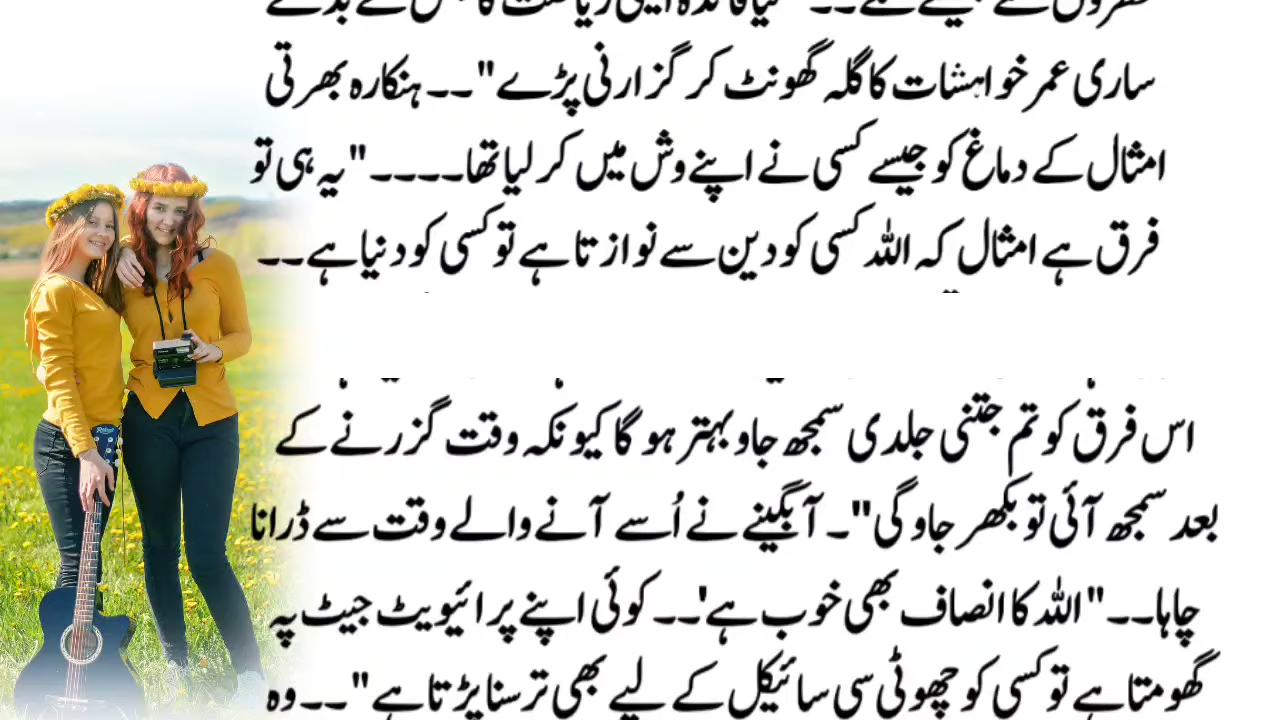 ساری عمر خواہشات کا گلہ گھونٹ کر گزارنی پڑے"۔۔ ہنکارہ بھرتی
امثال کے دماغ کو جیسے کسی نے اپنے وش میں کر لیا تھا۔۔۔۔"یہ ہی تو
فرق ہے امثال کہ اللہ کسی کو دین سے نوازتا ہے تو کسی کو دنیا ہے۔۔
اس فرق کو تم جتنی جلدی سمجھ جاو بہتر ہو گا کیونکہ وقت گزرنے کے
بعد سمجھ آئی تو بکھر جاو گی"۔ آبگینے نے اُسے آنے والے وقت سے ڈرانا
چاہا۔۔"اللہ کا انصاف بھی خوب ہے'۔۔ کوئی اپنے پرائیویٹ جیٹ پہ
گھومتا ہے تو کسی کو چھوٹی سی سائیکل کے لیے بھی ترسنا پڑتا ہے"۔۔ وہ